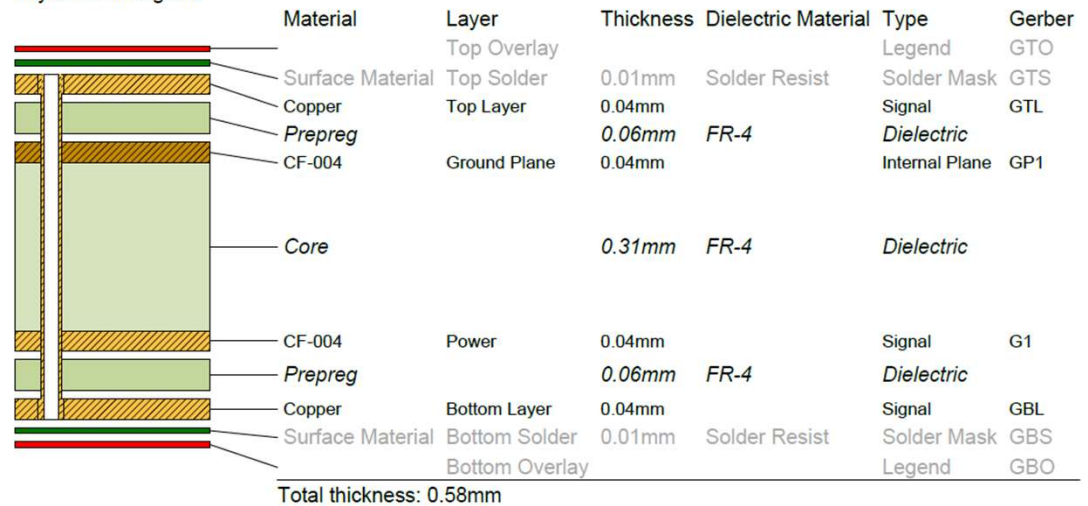 Material Layer Thickness Dielectric Material Type Gerber
Top Overlay Legend GTO
Surface Material Top Solder 0.01mm Solder Resist Solder Mask GTS
Copper Top Layer 0.04mm Signal GTL
Prepreg 0.06mm FR-4 Dielectric
CF-004 Ground Plane 0.04mm Internal Plane GP1
Core 0.31mm FR-4 Dielectric
CF-004 Power 0.04mm Signal G1
Prepreg 0.06mm FR-4 Dielectric
Copper Bottom Layer 0.04mm Signal GBL
Surface Material Bottom Solder 0.01mm Solder Resist Solder Mask GBS
Bottom Overlay Legend GBO
Total thickness: 0.58mm